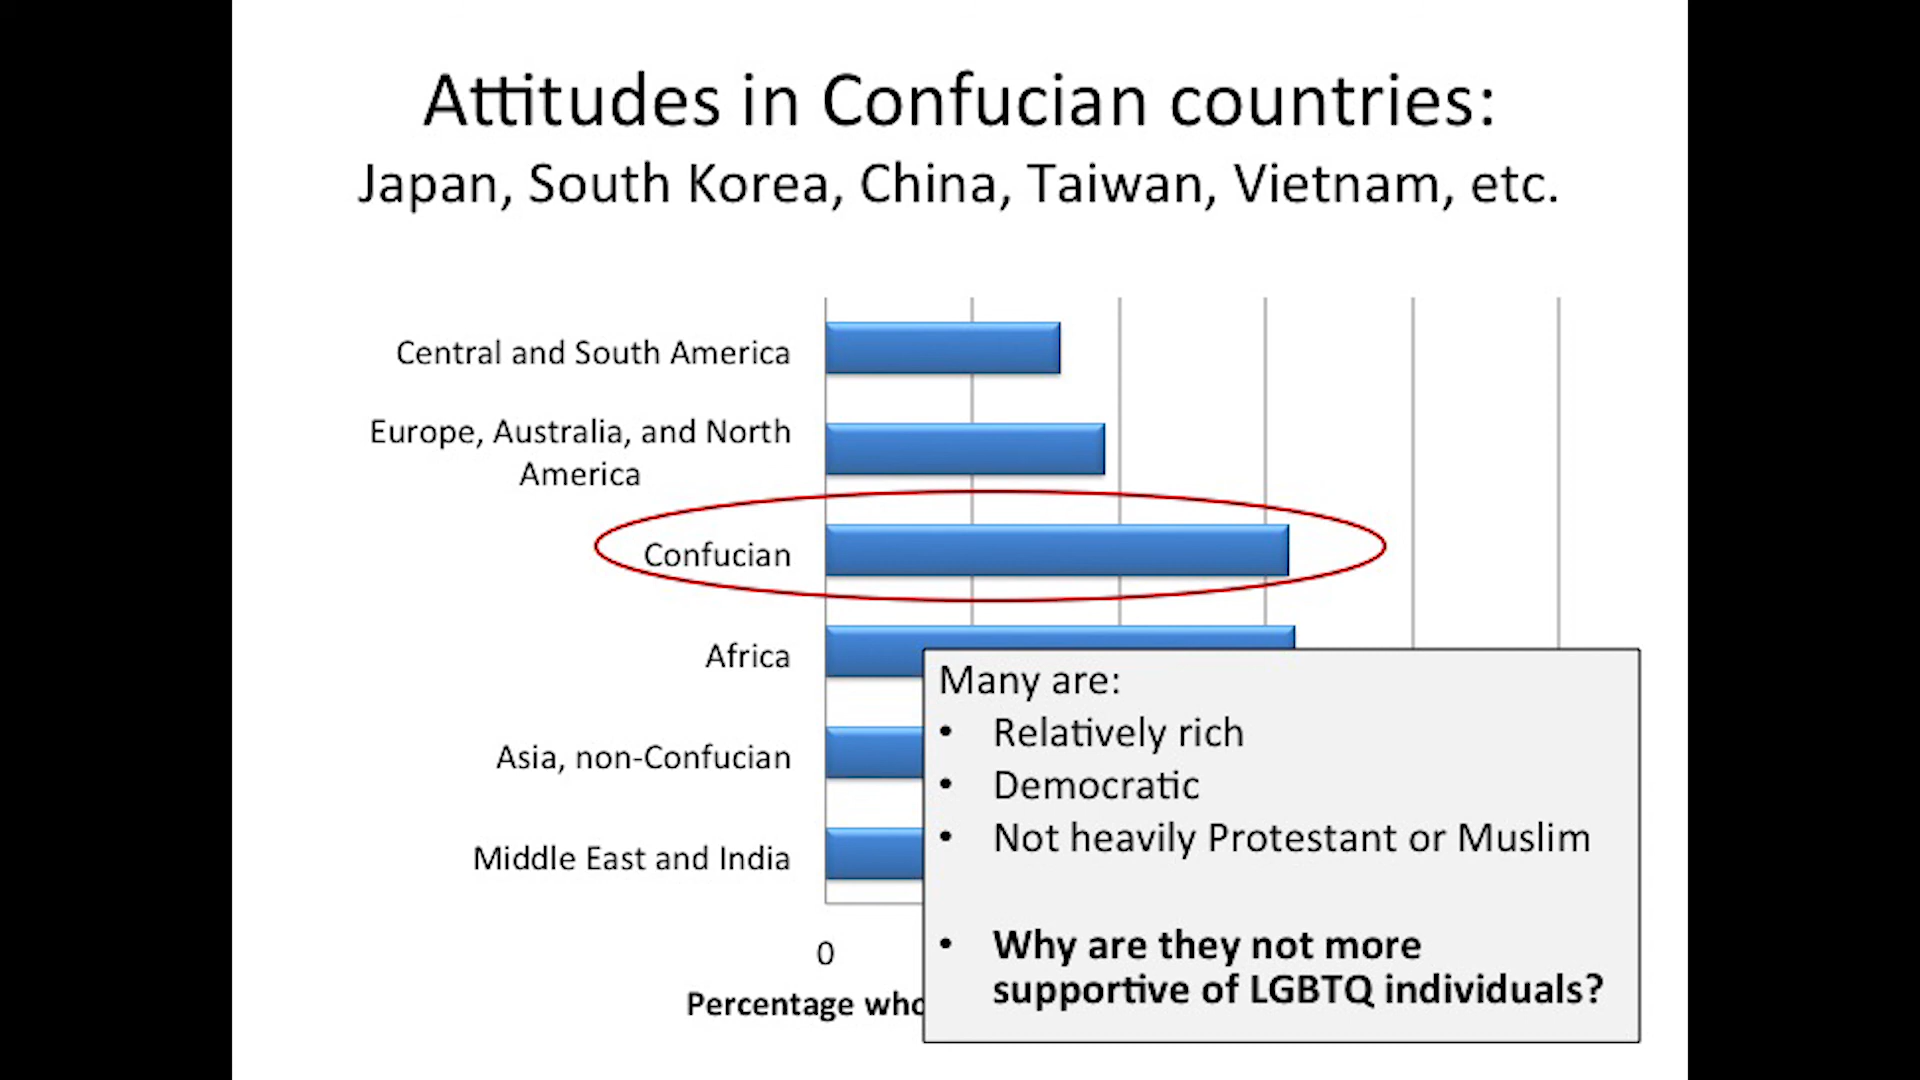 Attitudes in Confucian countries:
Japan, South Korea, China, Taiwan, Vietnam, etc.
Central and South America
Europe, Australia, and North
America
Confucian
Africa
Asia, non-Confucian
Middle East and India
0
Percentage who
Many are:
• Relatively rich
• Democratic
• Not heavily Protestant or Muslim
• Why are they not more
supportive of LGBTQ individuals?